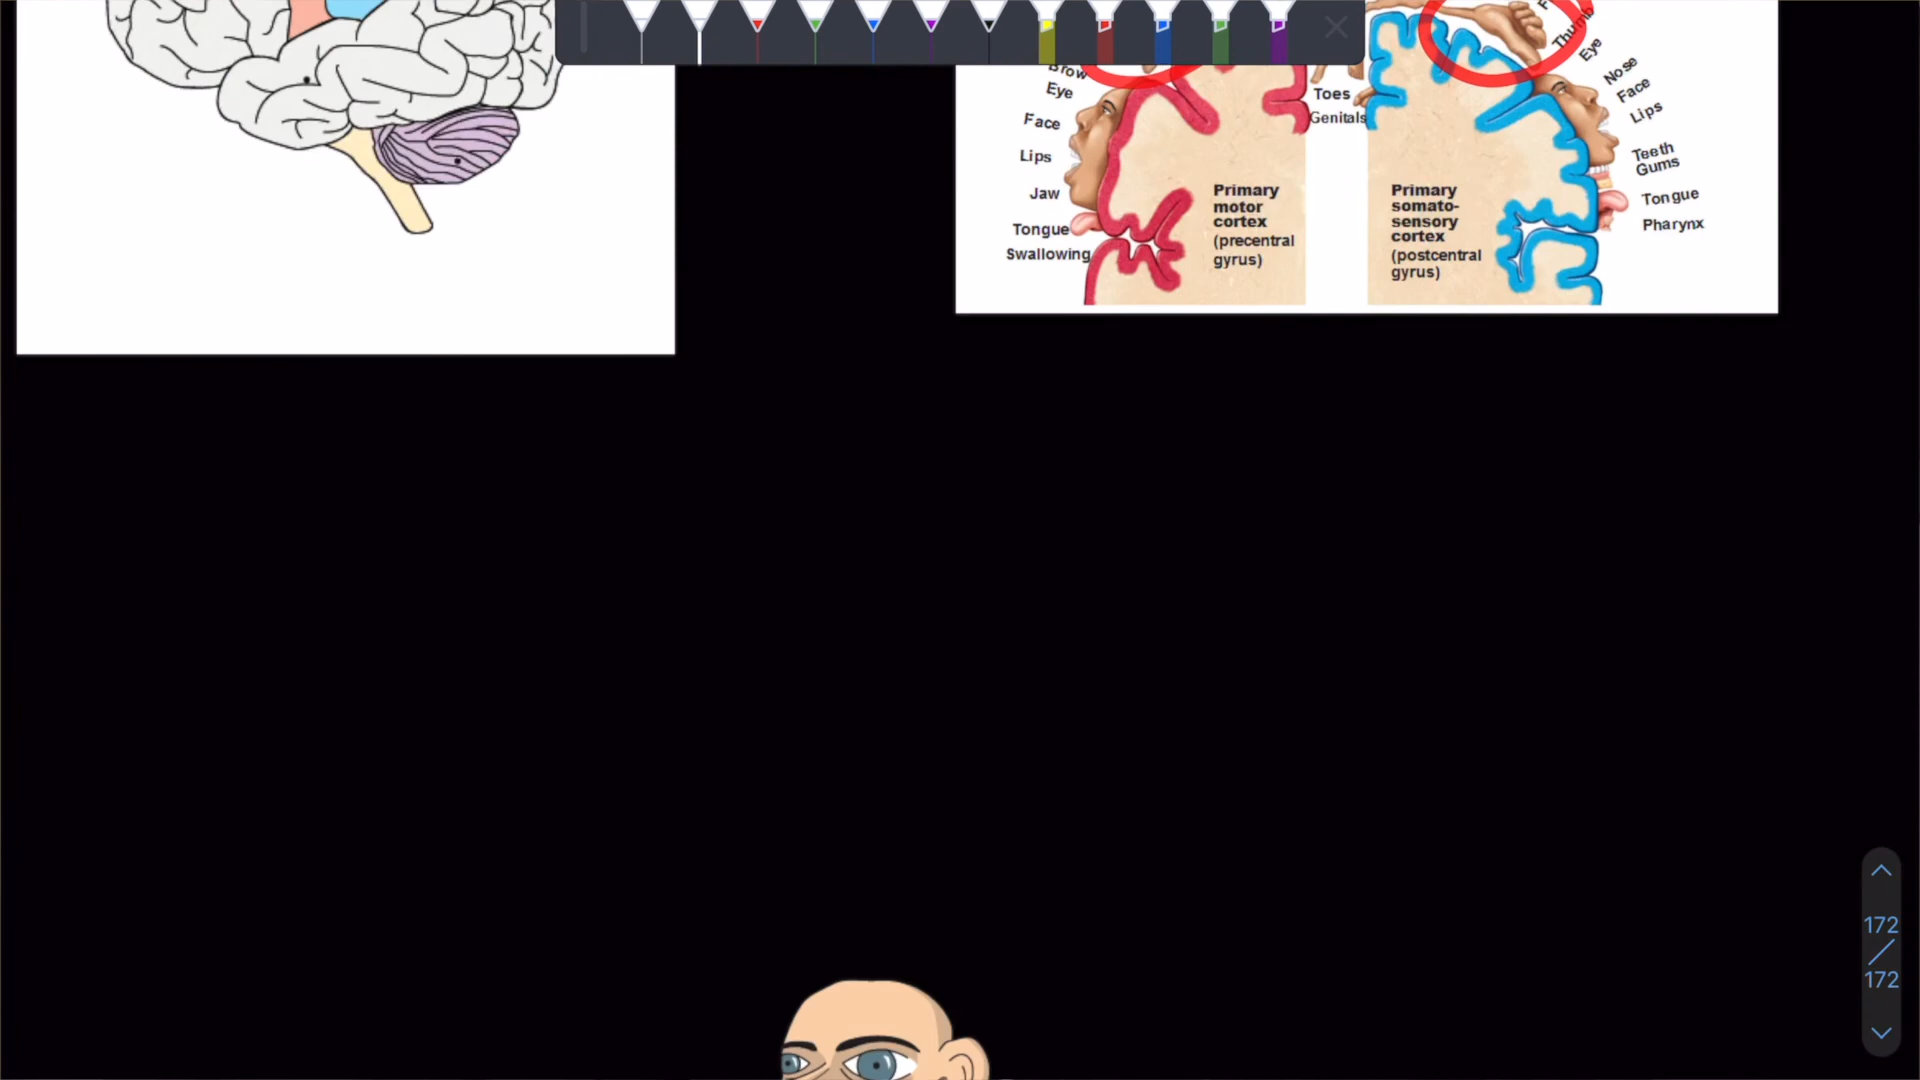 Brow
Eye
Face
Lips
Jaw
Tongue
Swallowing
Primary
motor
cortex
(precentral
gyrus)
Toes
Genitals
Primary
somato-
sensory
cortex
(postcentral
gyrus)
Thumb
Eye
Nose
Face
Lips
Teeth
Gums
Tongue
Pharynx
172
172